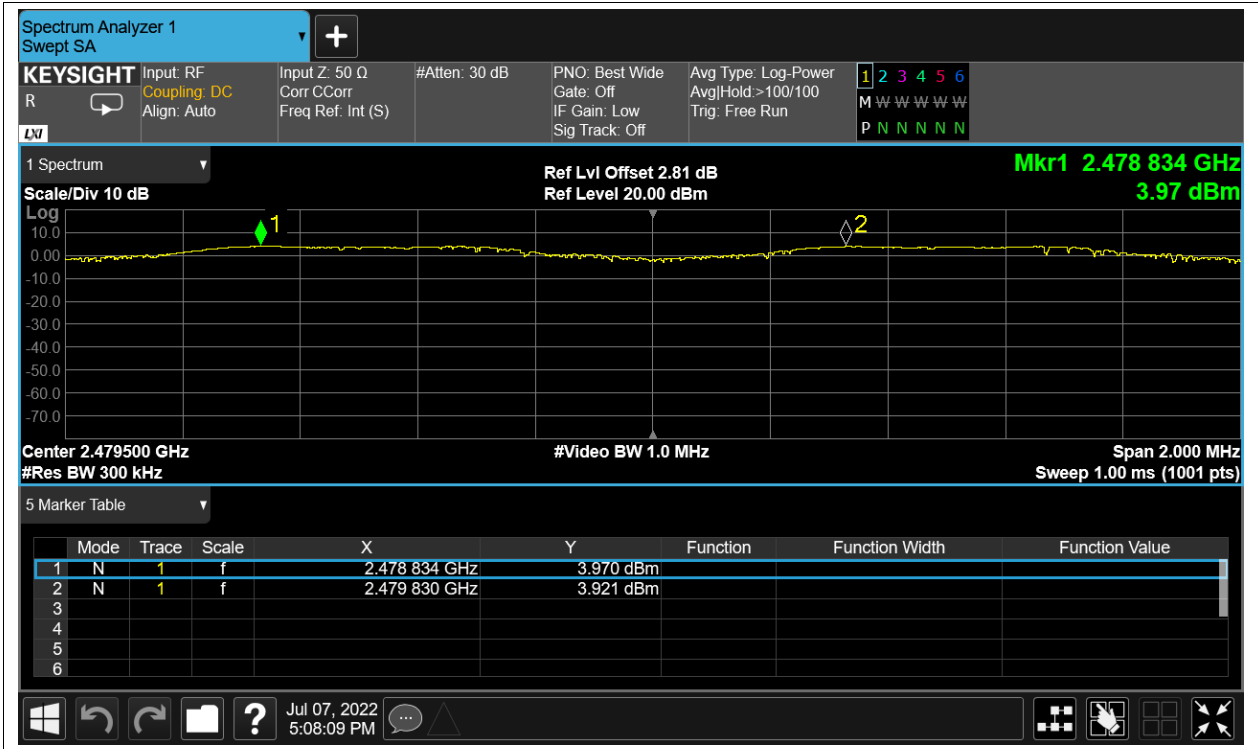 Spectrum Analyzer 1
Swept SA
KEYSIGHT
R
LXI
Input: RF
Coupling: DC
Align: Auto
Input Z: 50 Ω
Corr CCorr
Freq Ref: Int (S)
#Atten: 30 dB
PNO: Best Wide
Gate: Off
IF Gain: Low
Sig Track: Off
Avg Type: Log-Power
Avg|Hold:>100/100
Trig: Free Run
1 2 3 4 5 6
M W W W W W
P N N N N N
1 Spectrum
Scale/Div 10 dB
Ref Lvl Offset 2.81 dB
Ref Level 20.00 dBm
Mkr1 2.478 834 GHz
3.97 dBm
Log
10.0
0.00
-10.0
-20.0
-30.0
-40.0
-50.0
-60.0
-70.0
1
2
Center 2.479500 GHz
#Res BW 300 kHz
#Video BW 1.0 MHz
Span 2.000 MHz
Sweep 1.00 ms (1001 pts)
5 Marker Table
Mode Trace Scale X Y Function Function Width Function Value
1 N 1 f 2.478 834 GHz 3.970 dBm
2 N 1 f 2.479 830 GHz 3.921 dBm
3
4
5
6
?
Jul 07, 2022
5:08:09 PM